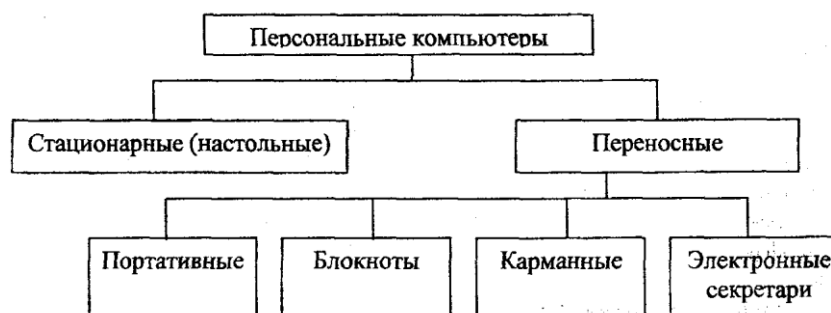 Персональные компьютеры
Стационарные (настольные)
Переносные
Портативные
Блокноты
Карманные
Электронные
секретари